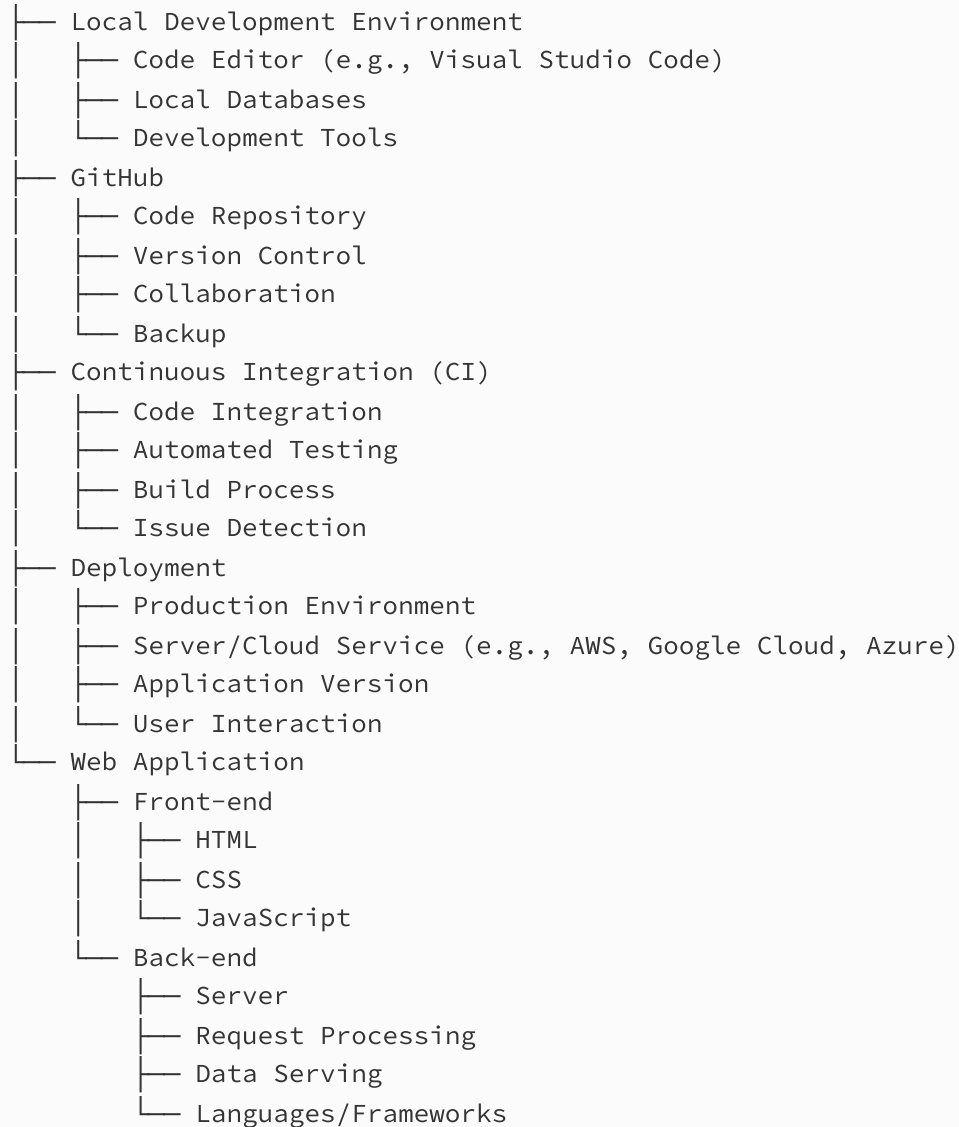 ├── Local Development Environment
│   ├── Code Editor (e.g., Visual Studio Code)
│   ├── Local Databases
│   └── Development Tools
├── GitHub
│   ├── Code Repository
│   ├── Version Control
│   ├── Collaboration
│   └── Backup
├── Continuous Integration (CI)
│   ├── Code Integration
│   ├── Automated Testing
│   ├── Build Process
│   └── Issue Detection
├── Deployment
│   ├── Production Environment
│   ├── Server/Cloud Service (e.g., AWS, Google Cloud, Azure)
│   ├── Application Version
│   └── User Interaction
└── Web Application
    ├── Front-end
    │   ├── HTML
    │   ├── CSS
    │   └── JavaScript
    └── Back-end
        ├── Server
        ├── Request Processing
        ├── Data Serving
        └── Languages/Frameworks